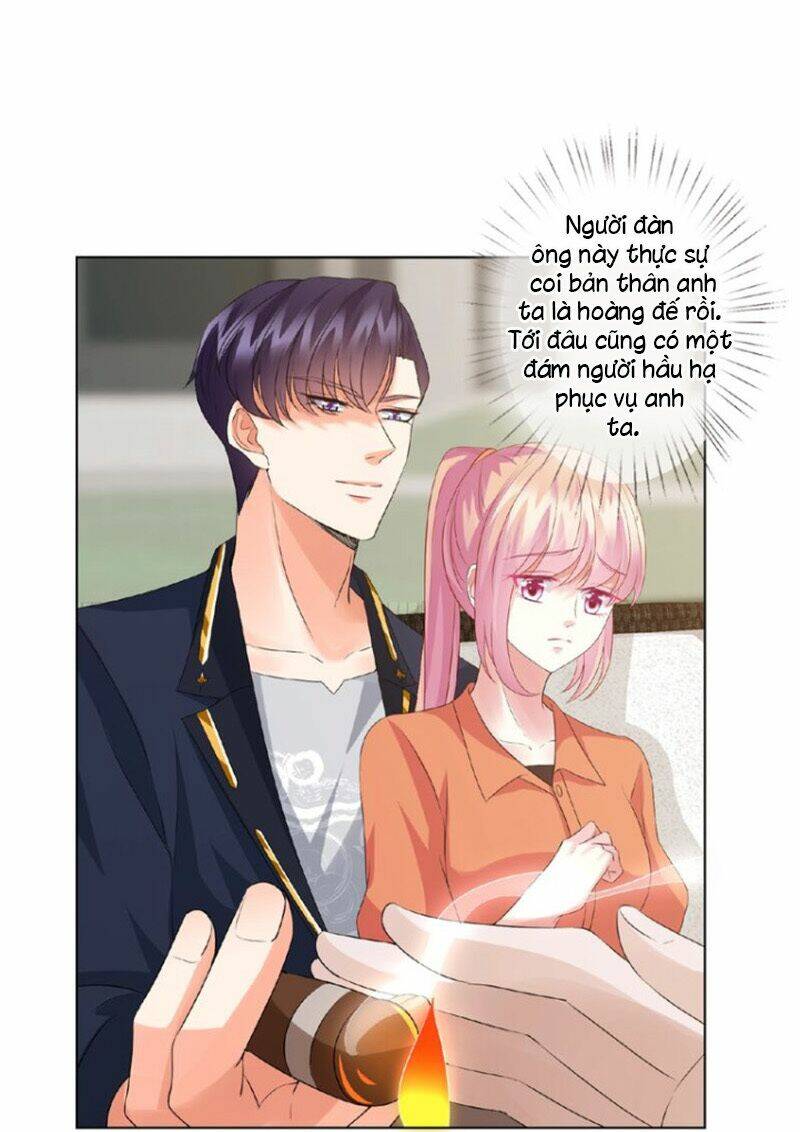 Người đàn
ông này thực sự
coi bản thân anh
ta là hoàng đế rồi.
Tới đâu cũng có một
đám người hầu hạ
phục vụ anh
ta.